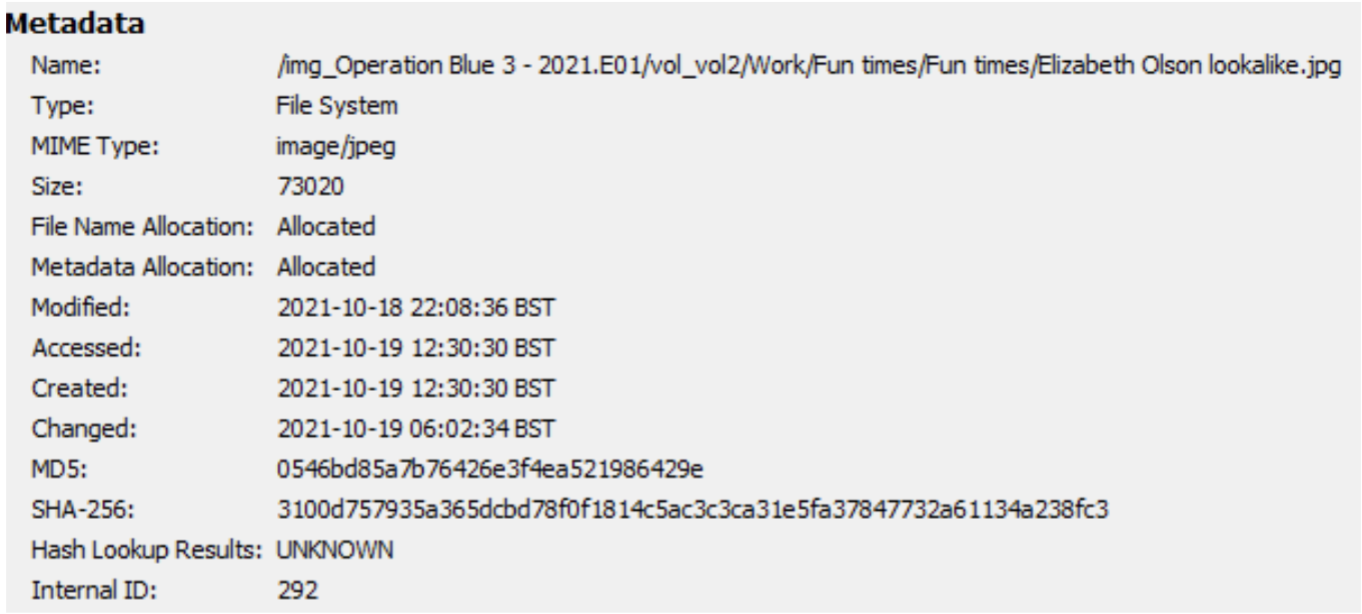 Metadata
Name: /img_Operation Blue 3 - 2021.E01/vol_vol2/Work/Fun times/Fun times/Elizabeth Olson lookalike.jpg
Type: File System
MIME Type: image/jpeg
Size: 73020
File Name Allocation: Allocated
Metadata Allocation: Allocated
Modified: 2021-10-18 22:08:36 BST
Accessed: 2021-10-19 12:30:30 BST
Created: 2021-10-19 12:30:30 BST
Changed: 2021-10-19 06:02:34 BST
MD5: 0546bd85a7b76426e3f4ea521986429e
SHA-256: 3100d757935a365dcbd78f0f1814c5ac3c3ca31e5fa37847732a61134a238fc3
Hash Lookup Results: UNKNOWN
Internal ID: 292